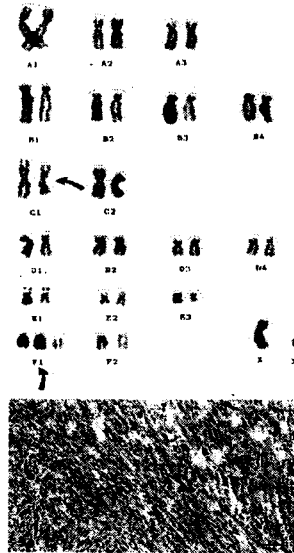 A1 A2 A3
B1 B2 B3 B4
C1 C2
D1. D2 D3 D4
E1 E2 E3
F1 F2 X